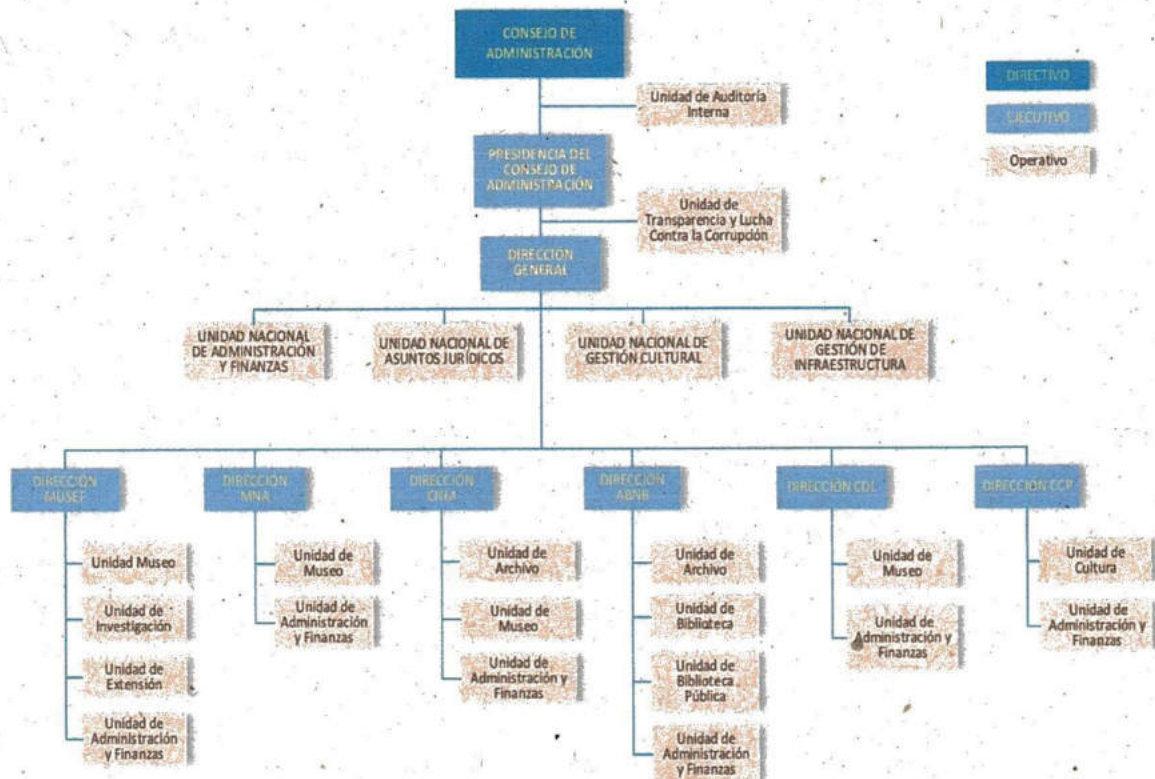 CONSEJO DE
ADMINISTRACIÓN
DIRECTIVO
EJECUTIVO
Operativo
Unidad de Auditoría
Interna
PRESIDENCIA DEL
CONSEJO DE
ADMINISTRACIÓN
Unidad de
Transparencia y Lucha
Contra la Corrupción
DIRECCIÓN
GENERAL
UNIDAD NACIONAL
DE ADMINISTRACIÓN
Y FINANZAS
UNIDAD NACIONAL DE
ASUNTOS JURÍDICOS
UNIDAD NACIONAL DE
GESTIÓN CULTURAL
UNIDAD NACIONAL DE
GESTIÓN DE
INFRAESTRUCTURA
DIRECCIÓN
MUSEF
Unidad Museo
Unidad de
Investigación
Unidad de
Extensión
Unidad de
Administración
y Finanzas
DIRECCIÓN
MNA
Unidad de
Museo
Unidad de
Administración
y Finanzas
DIRECCIÓN
CNM
Unidad de
Archivo
Unidad de
Museo
Unidad de
Administración y
Finanzas
DIRECCIÓN
ABNB
Unidad de
Archivo
Unidad de
Biblioteca
Unidad de
Biblioteca
Pública
Unidad de
Administración
y Finanzas
DIRECCIÓN CDL
Unidad de
Museo
Unidad de
Administración y
Finanzas
DIRECCIÓN CCP
Unidad de
Cultura
Unidad de
Administración y
Finanzas